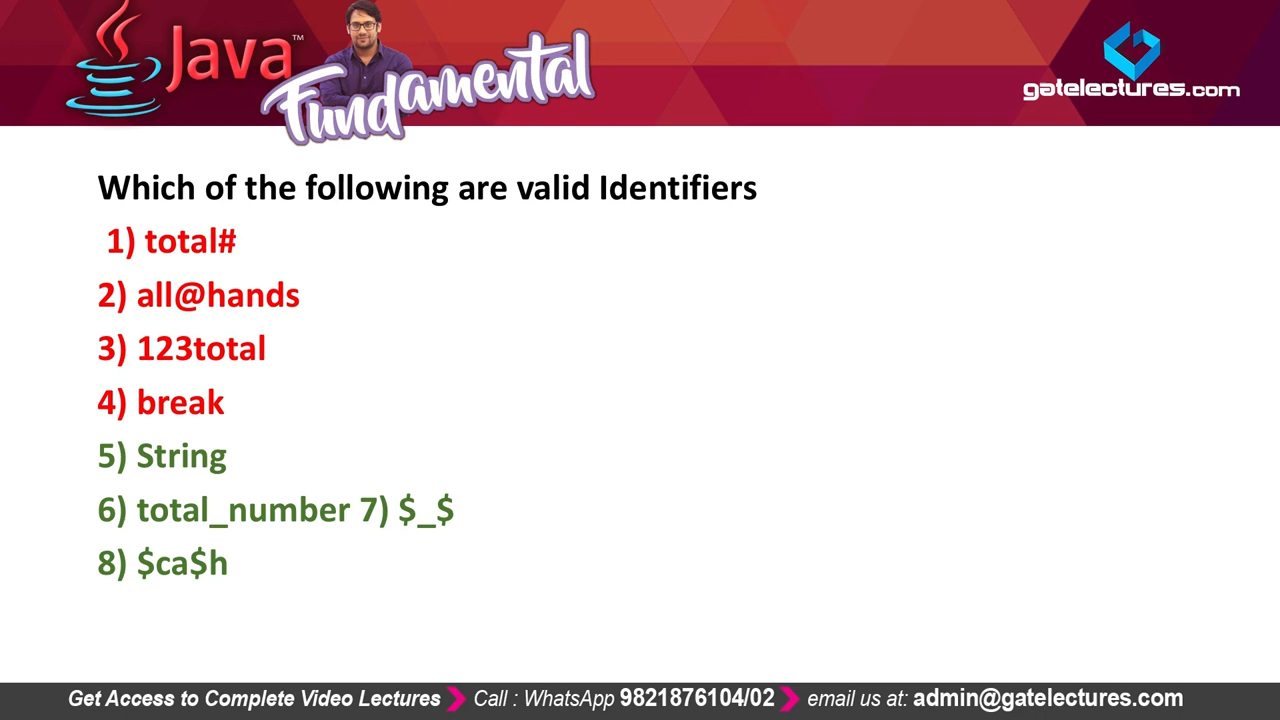 Java™
Fundamental
gatelectures.com
Which of the following are valid Identifiers
1) total#
2) all@hands
3) 123total
4) break
5) String
6) total_number 7) $_$
8) $ca$h
Get Access to Complete Video Lectures Call : WhatsApp 9821876104/02 email us at: admin@gatelectures.com